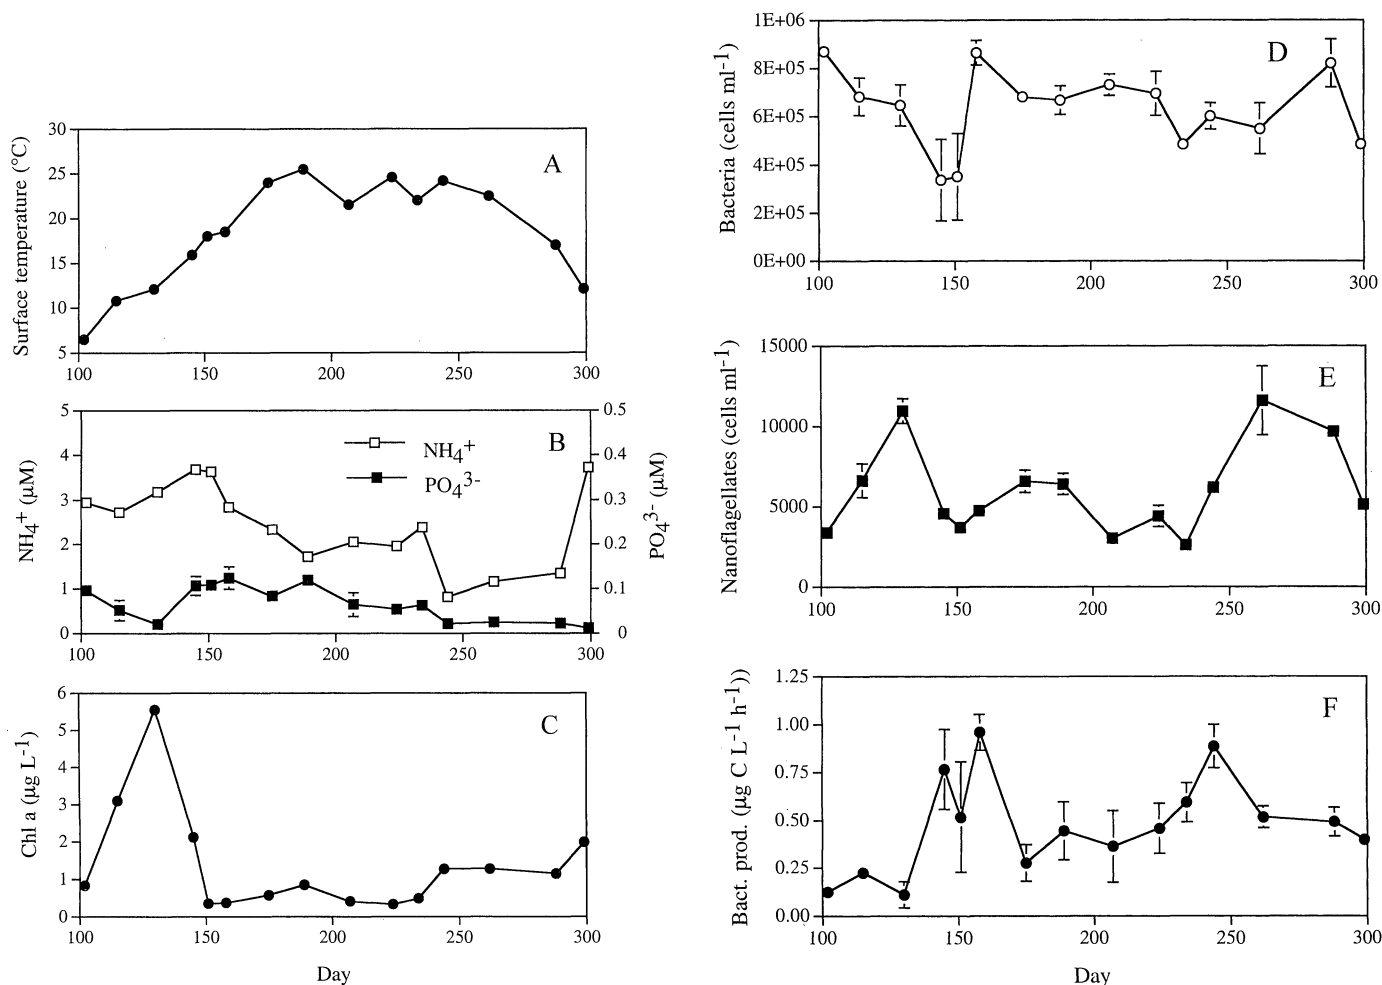 A
Surface temperature (°C)
30
25
20
15
10
5
100 150 200 250 300
B
NH4+ (µM)
5
4
3
2
1
0
NH4+
PO43-
0.5
0.4
0.3
0.2
0.1
0
PO43- (µM)
100 150 200 250 300
C
Chl a (µg L-1)
6
5
4
3
2
1
0
100 150 200 250 300
Day
D
Bacteria (cells ml-1)
1E+06
8E+05
6E+05
4E+05
2E+05
0E+00
100 150 200 250 300
E
Nanoflagellates (cells ml-1)
15000
10000
5000
0
100 150 200 250 300
F
Bact. prod. (µg C L-1 h-1))
1.25
1.00
0.75
0.50
0.25
0.00
100 150 200 250 300
Day